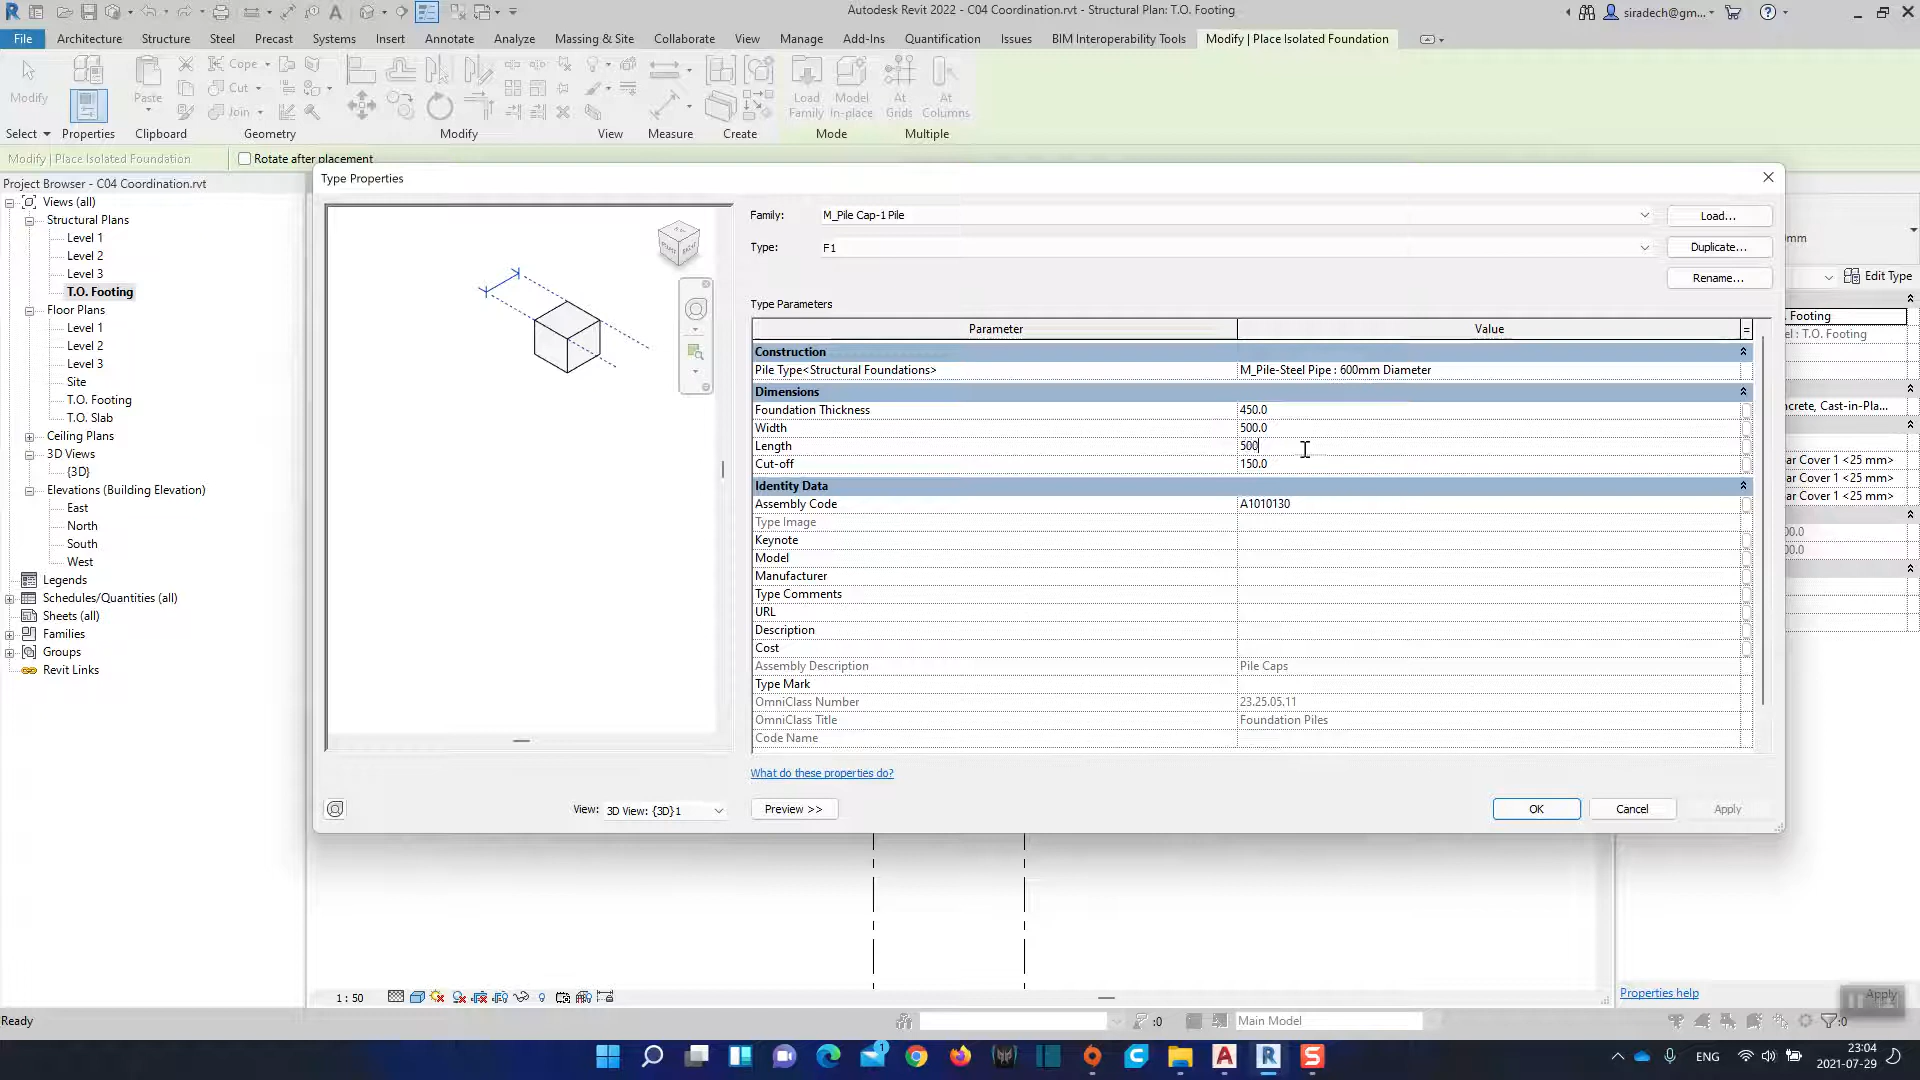 Autodesk Revit 2022 - C04 Coordination.rvt - Structural Plan: T.O. Footing
siradech@gm...
File Architecture Structure Steel Precast Systems Insert Annotate Analyze Massing & Site Collaborate View Manage Add-Ins Quantification Issues BIM Interoperability Tools Modify | Place Isolated Foundation
Cope
Cut
Join
Modify
Paste
Load Family
Model In-place
At Grids
At Columns
Select Properties Clipboard Geometry Modify View Measure Create Mode Multiple
Modify | Place Isolated Foundation
Rotate after placement
Project Browser - C04 Coordination.rvt
Views (all)
Structural Plans
Level 1
Level 2
Level 3
T.O. Footing
Floor Plans
Level 1
Level 2
Level 3
Site
T.O. Footing
T.O. Slab
Ceiling Plans
3D Views
{3D}
Elevations (Building Elevation)
East
North
South
West
Legends
Schedules/Quantities (all)
Sheets (all)
Families
Groups
Revit Links
Type Properties
Family: M_Pile Cap-1 Pile Load...
Type: F1 Duplicate...
Rename...
Type Parameters
Parameter Value =
Construction
Pile Type<Structural Foundations> M_Pile-Steel Pipe : 600mm Diameter
Dimensions
Foundation Thickness 450.0
Width 500.0
Length 500
Cut-off 150.0
Identity Data
Assembly Code A1010130
Type Image
Keynote
Model
Manufacturer
Type Comments
URL
Description
Cost
Assembly Description Pile Caps
Type Mark
OmniClass Number 23.25.05.11
OmniClass Title Foundation Piles
Code Name
What do these properties do?
View: 3D View: {3D}1 Preview >> OK Cancel Apply
mm
Edit Type
Footing
: T.O. Footing
crete, Cast-in-Pla...
ar Cover 1 <25 mm>
ar Cover 1 <25 mm>
ar Cover 1 <25 mm>
00.0
00.0
Properties help Apply
1 : 50
Ready
:0
Main Model
:0
1
ENG
23:04
2021-07-29